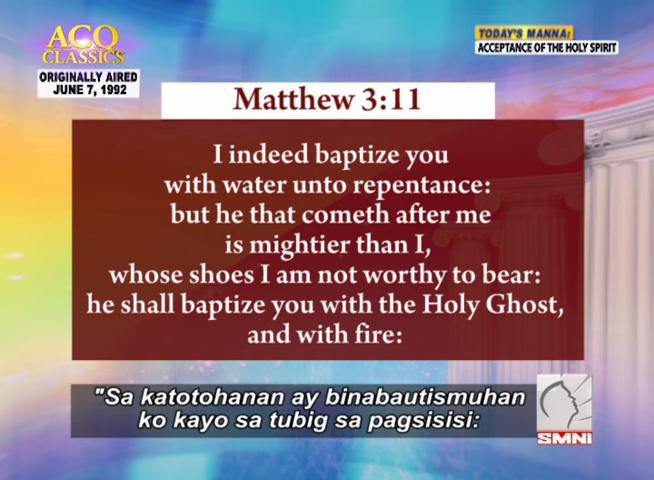 ACQ
CLASSICS
ORIGINALLY AIRED
JUNE 7, 1992
TODAY'S MANNA:
ACCEPTANCE OF THE HOLY SPIRIT
Matthew 3:11
I indeed baptize you
with water unto repentance:
but he that cometh after me
is mightier than I,
whose shoes I am not worthy to bear:
he shall baptize you with the Holy Ghost,
and with fire:
"Sa katotohanan ay binabautismuhan
ko kayo sa tubig sa pagsisisi:
SMNI